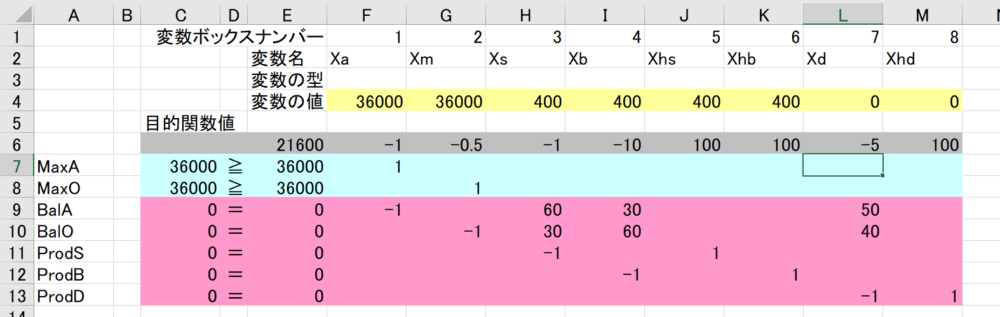 A B C D E F G H I J K L M
1 変数ボックスナンバー 1 2 3 4 5 6 7 8
2 変数名 Xa Xm Xs Xb Xhs Xhb Xd Xhd
3 変数の型
4 変数の値 36000 36000 400 400 400 400 0 0
5 目的関数値
6 21600 -1 -0.5 -1 -10 100 100 -5 100
7 MaxA 36000 ≧ 36000 1
8 MaxO 36000 ≧ 36000 1
9 BalA 0 = 0 -1 60 30 50
10 BalO 0 = 0 -1 30 60 40
11 ProdS 0 = 0 -1 1
12 ProdB 0 = 0 -1 1
13 ProdD 0 = 0 -1 1